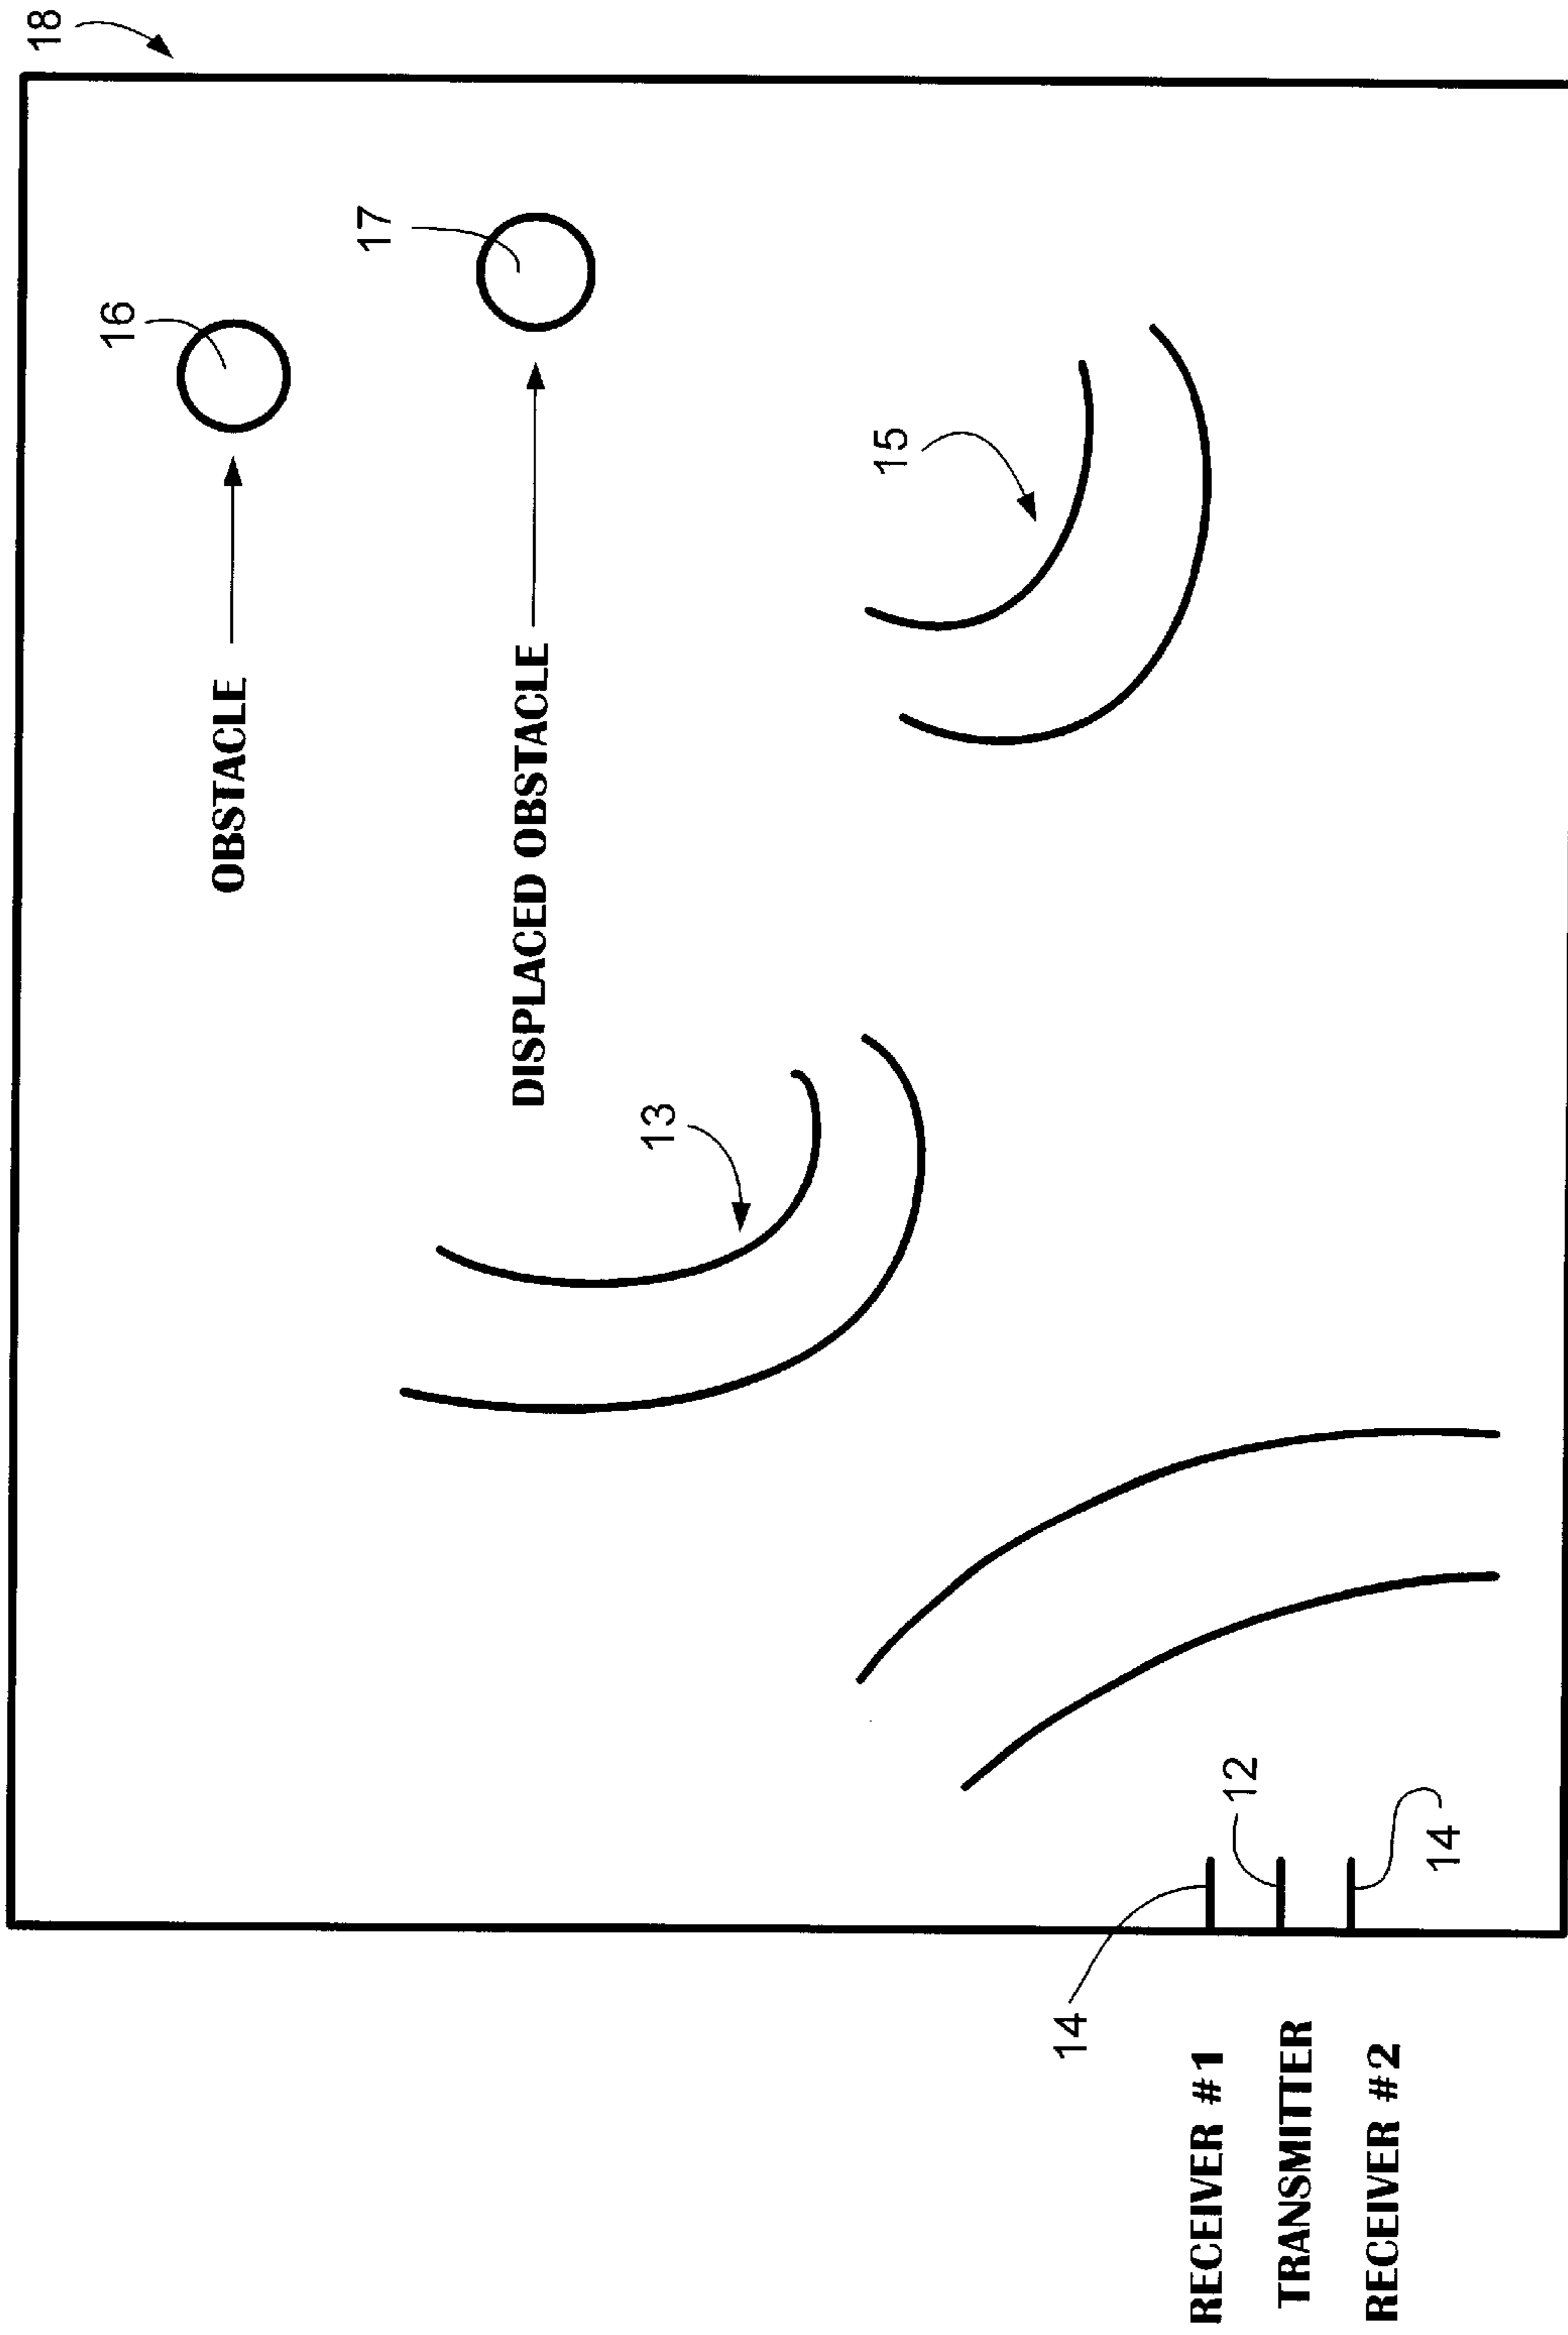 18
16
OBSTACLE
17
DISPLACED OBSTACLE
13
15
14
RECEIVER #1
12
TRANSMITTER
14
RECEIVER #2